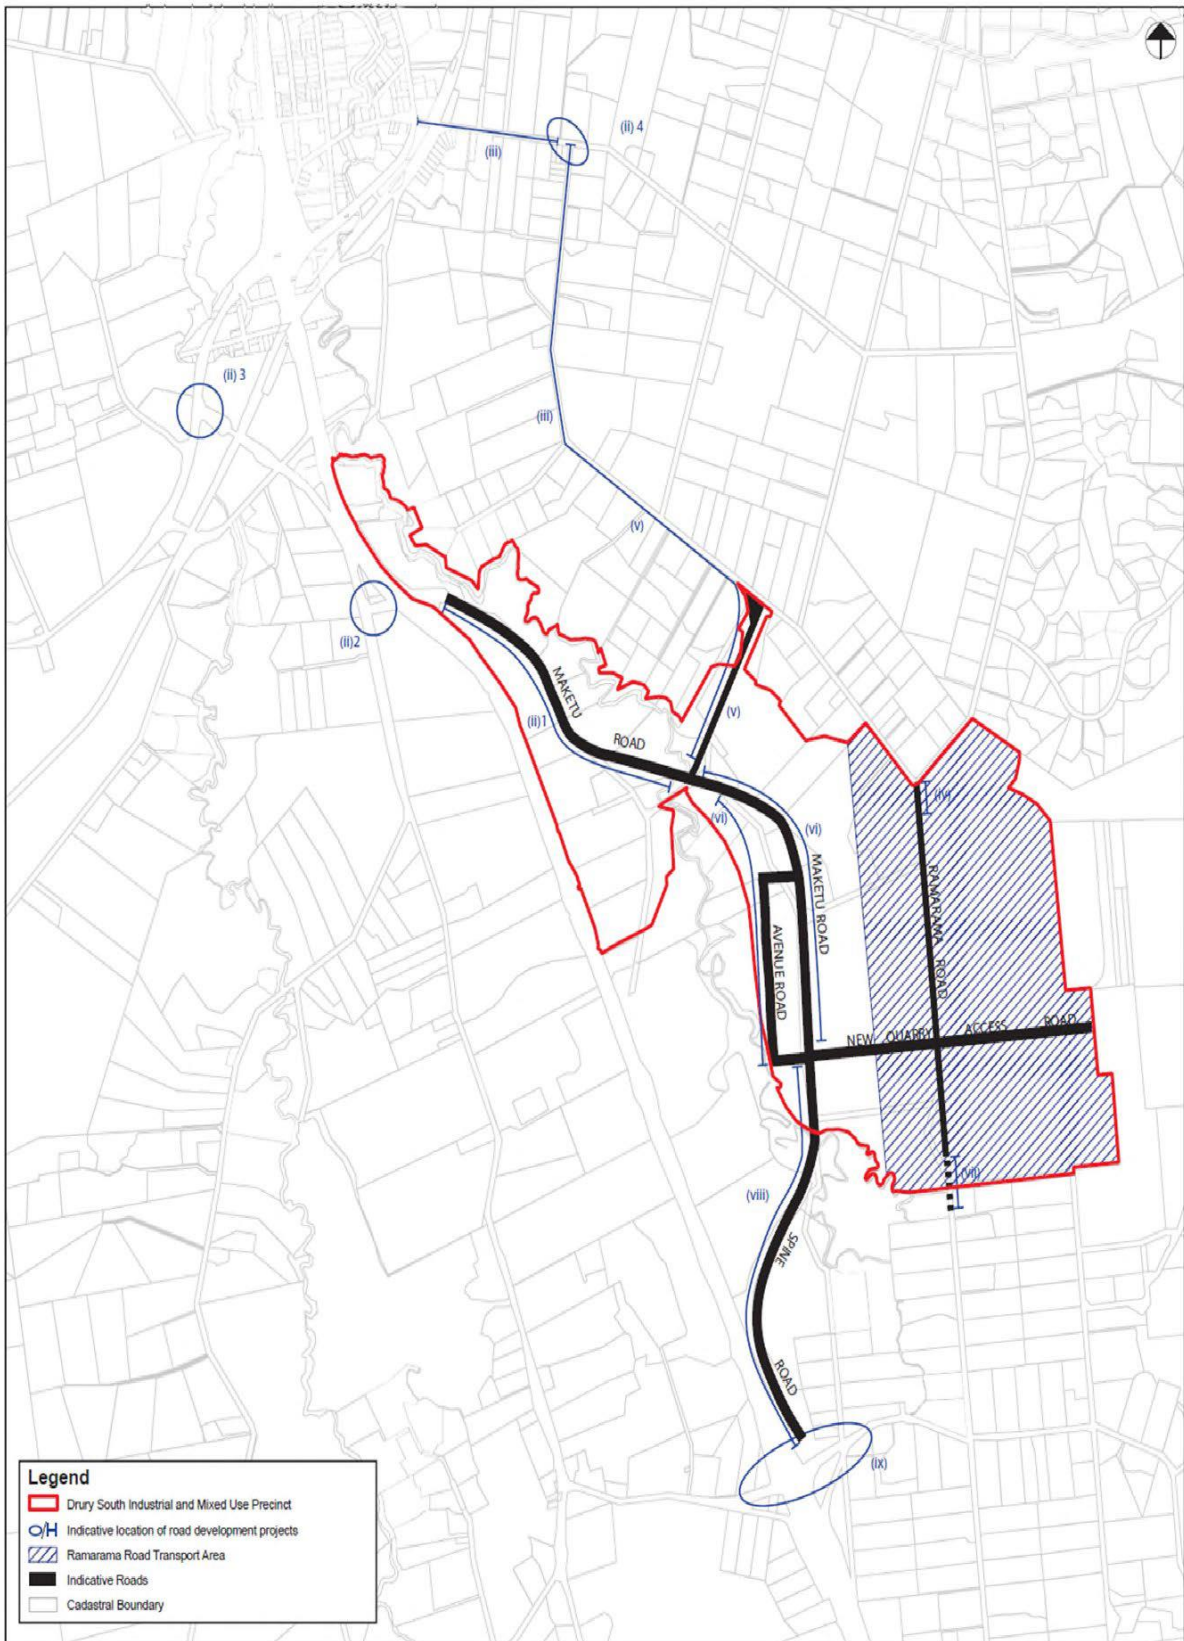 (ii) 4
(iii)
(ii) 3
(iii)
(v)
(ii)2
MAKETU
ROAD
(ii)1
(v)
(iv)
(vi)
(vi)
MAKETU ROAD
RAMARAMA ROAD
AVENUE ROAD
NEW QUARRY ACCESS ROAD
(vii)
(viii)
SPINE
ROAD
(ix)
Legend
Drury South Industrial and Mixed Use Precinct
O/H Indicative location of road development projects
Ramarama Road Transport Area
Indicative Roads
Cadastral Boundary